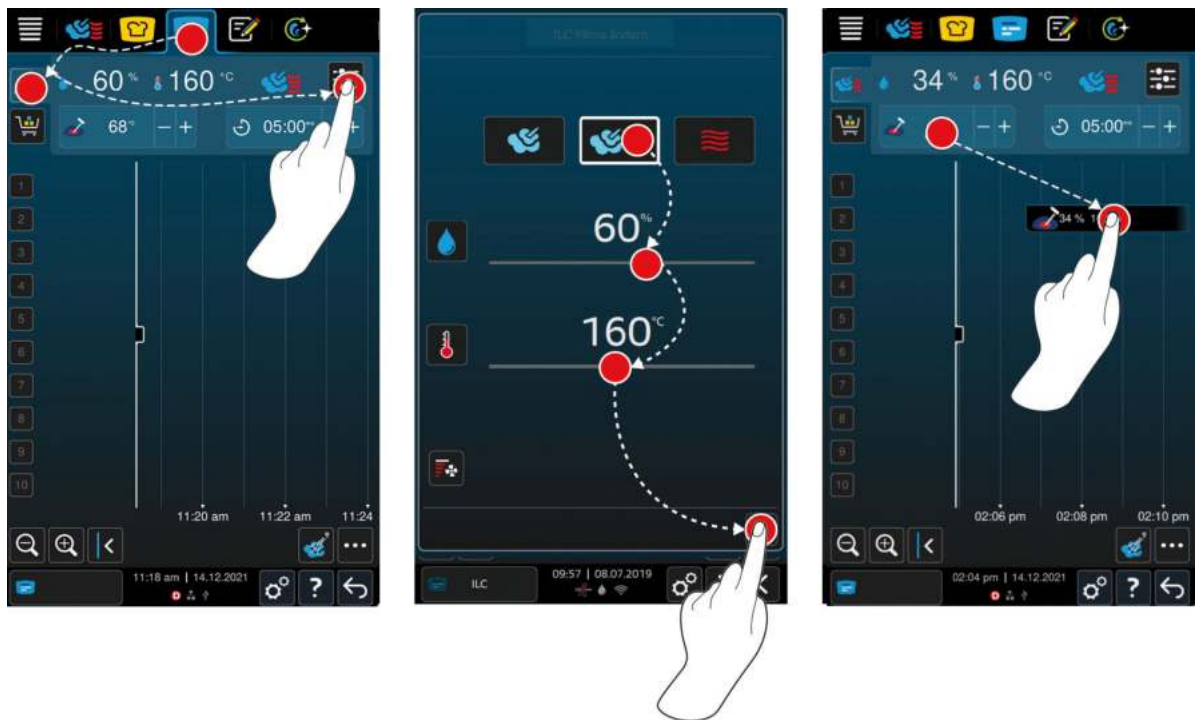 60 % 160 °C
68 °c − + 05:00 +
1
2
3
4
5
6
7
8
9
10
11:20 am 11:22 am 11:24
11:18 am | 14.12.2021
D
?
ILC Klima ändern
60%
160°C
ILC
09:57 | 08.07.2019
34 % 160 °C
− + 05:00 − +
1
2
34 % 1
3
4
5
6
7
8
9
10
02:06 pm 02:08 pm 02:10 pm
02:04 pm | 14.12.2021
D
?